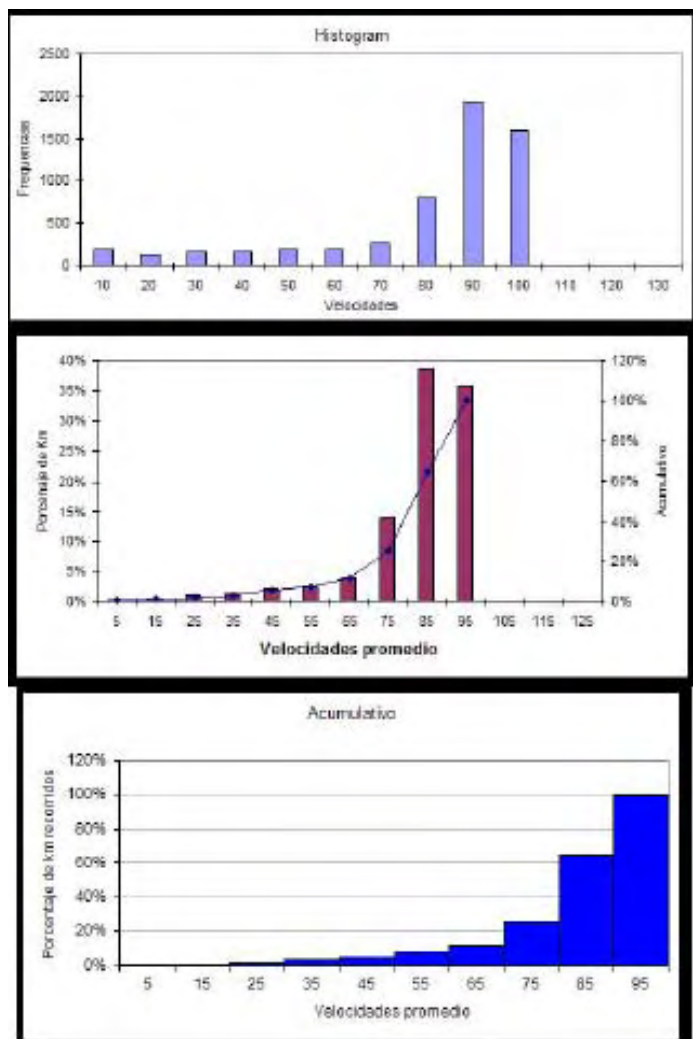 Histogram
2500
2000
1500
1000
500
0
Frequencias
10 20 30 40 50 60 70 80 90 100 110 120 130
Velocidades
40%
35%
30%
25%
20%
15%
10%
5%
0%
Porcentaje de Km
120%
100%
80%
60%
40%
20%
0%
Acumulativo
5 15 25 35 45 55 65 75 85 95 105 115 125
Velocidades promedio
Acumulativo
120%
100%
80%
60%
40%
20%
0%
Porcentaje de km recorridos
5 15 25 35 45 55 65 75 85 95
Velocidades promedio